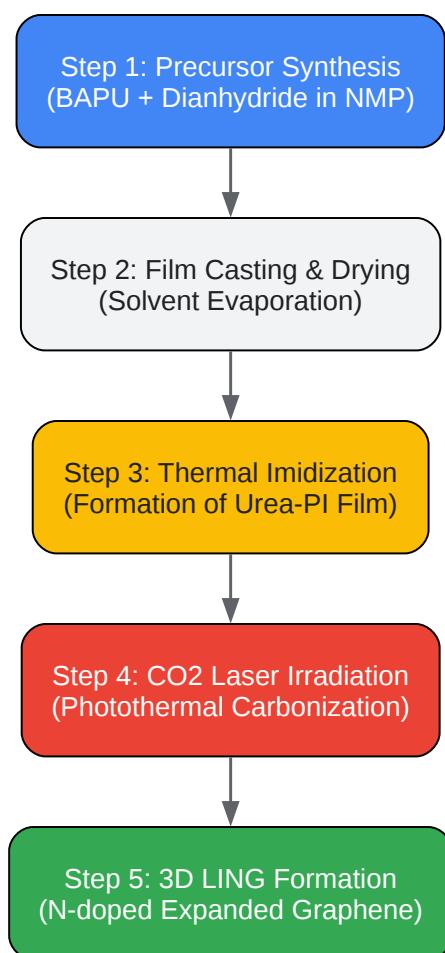 Step 1: Precursor Synthesis
(BAPU + Dianhydride in NMP)
Step 2: Film Casting & Drying
(Solvent Evaporation)
Step 3: Thermal Imidization
(Formation of Urea-PI Film)
Step 4: CO2 Laser Irradiation
(Photothermal Carbonization)
Step 5: 3D LING Formation
(N-doped Expanded Graphene)